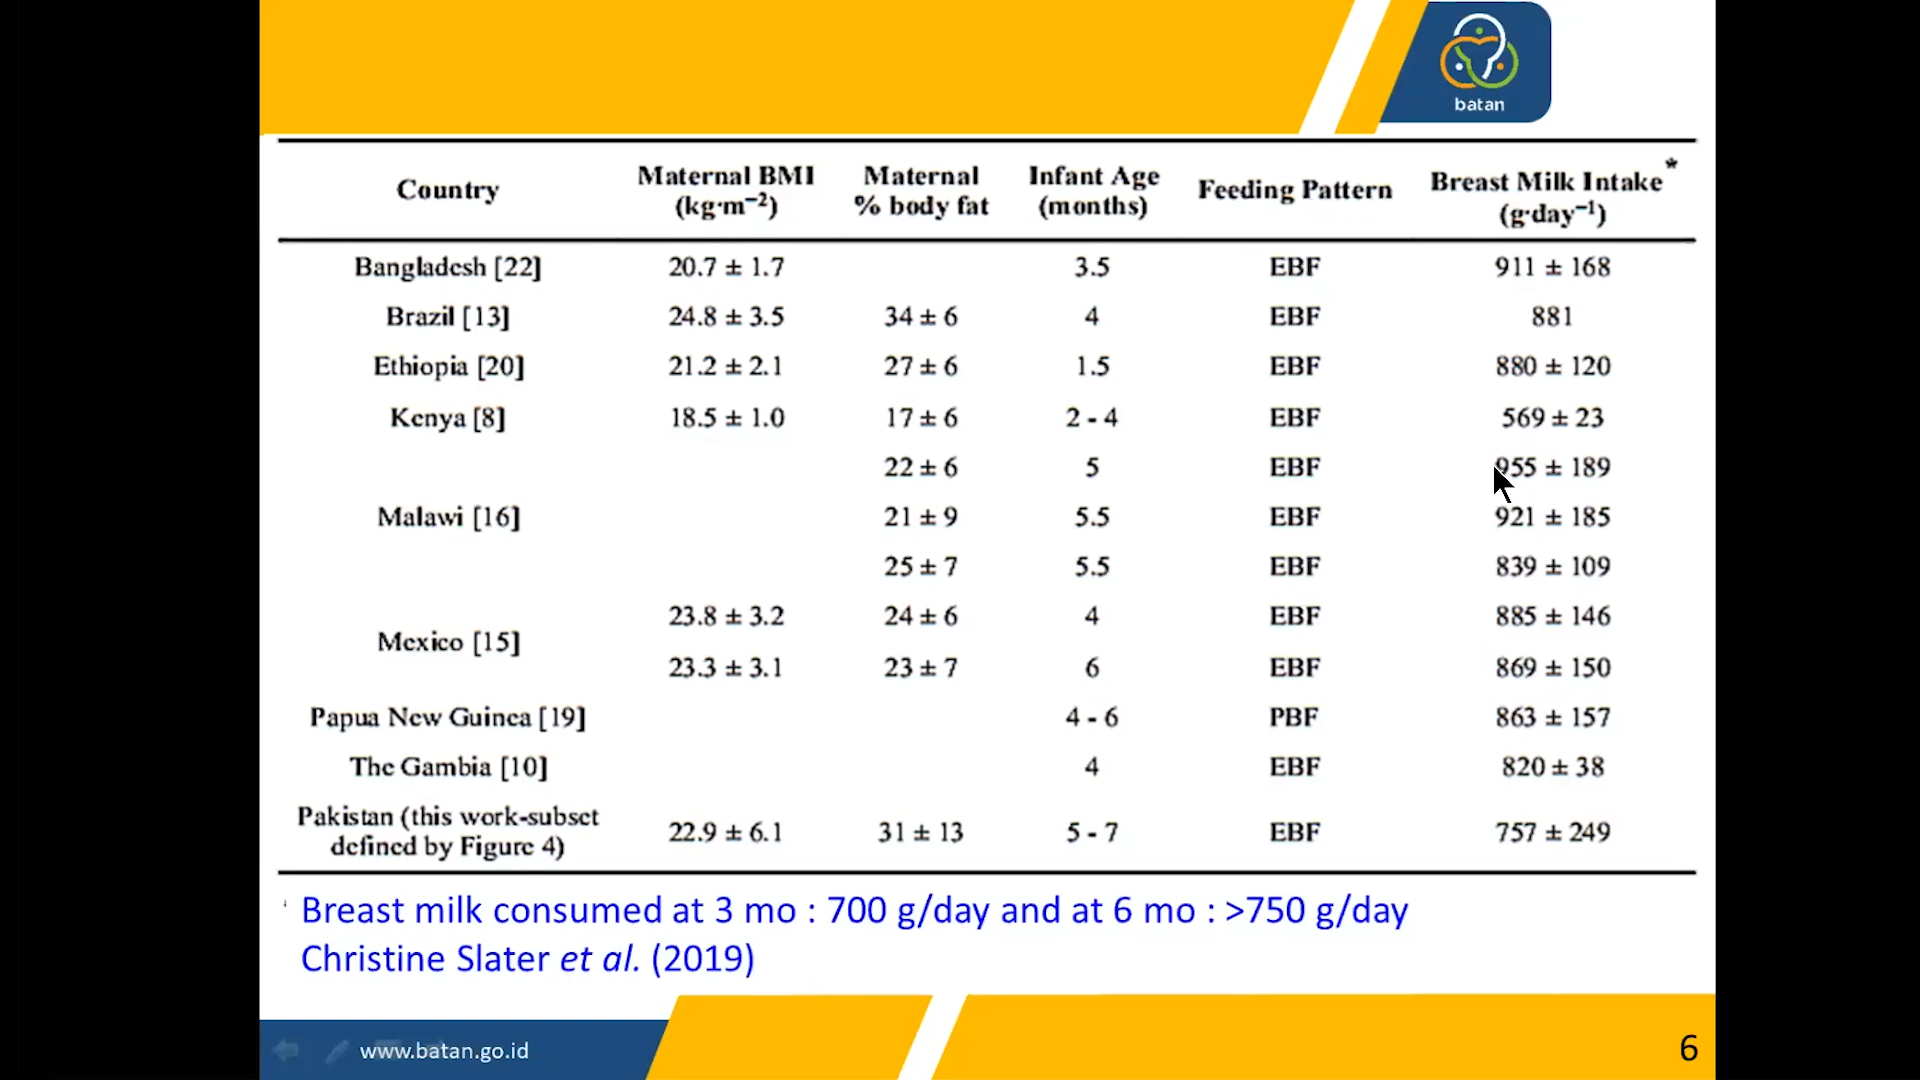 batan
Country Maternal BMI (kg·m⁻²) Maternal % body fat Infant Age (months) Feeding Pattern Breast Milk Intake* (g·day⁻¹)
Bangladesh [22] 20.7 ± 1.7 3.5 EBF 911 ± 168
Brazil [13] 24.8 ± 3.5 34 ± 6 4 EBF 881
Ethiopia [20] 21.2 ± 2.1 27 ± 6 1.5 EBF 880 ± 120
Kenya [8] 18.5 ± 1.0 17 ± 6 2 - 4 EBF 569 ± 23
22 ± 6 5 EBF 955 ± 189
Malawi [16] 21 ± 9 5.5 EBF 921 ± 185
25 ± 7 5.5 EBF 839 ± 109
23.8 ± 3.2 24 ± 6 4 EBF 885 ± 146
Mexico [15]
23.3 ± 3.1 23 ± 7 6 EBF 869 ± 150
Papua New Guinea [19] 4 - 6 PBF 863 ± 157
The Gambia [10] 4 EBF 820 ± 38
Pakistan (this work-subset defined by Figure 4) 22.9 ± 6.1 31 ± 13 5 - 7 EBF 757 ± 249
Breast milk consumed at 3 mo : 700 g/day and at 6 mo : >750 g/day
Christine Slater et al. (2019)
www.batan.go.id
6